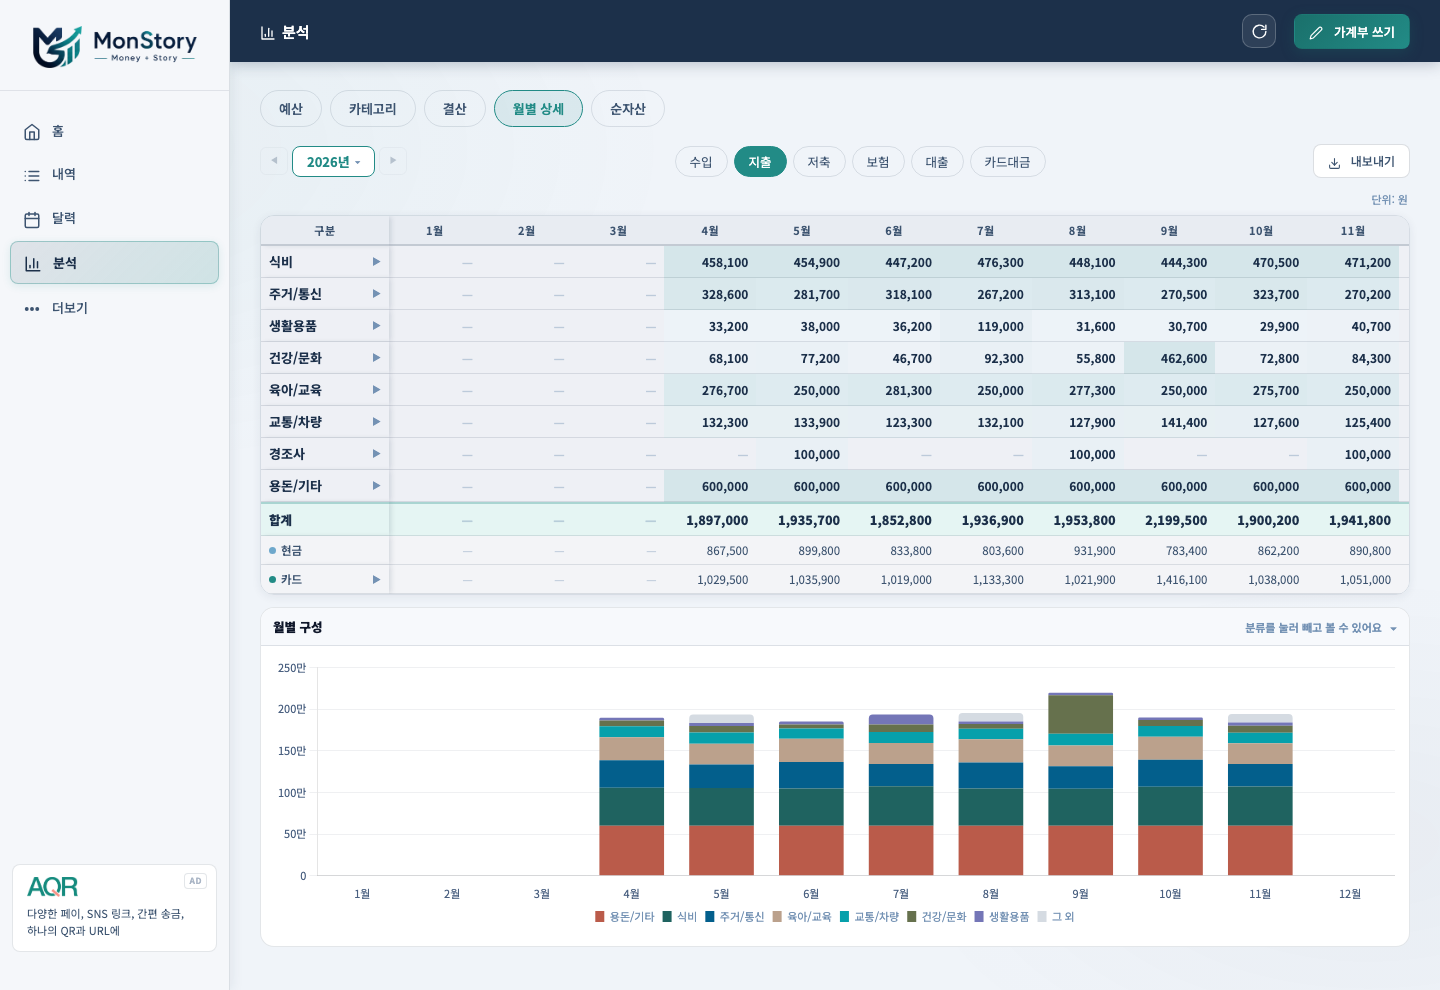 MonStory
Money + Story
분석
가계부 쓰기
홈
내역
달력
분석
더보기
예산 카테고리 결산 월별 상세 순자산
2026년
수입 지출 저축 보험 대출 카드대금
내보내기
단위: 원
구분 1월 2월 3월 4월 5월 6월 7월 8월 9월 10월 11월
식비 — — — 458,100 454,900 447,200 476,300 448,100 444,300 470,500 471,200
주거/통신 — — — 328,600 281,700 318,100 267,200 313,100 270,500 323,700 270,200
생활용품 — — — 33,200 38,000 36,200 119,000 31,600 30,700 29,900 40,700
건강/문화 — — — 68,100 77,200 46,700 92,300 55,800 462,600 72,800 84,300
육아/교육 — — — 276,700 250,000 281,300 250,000 277,300 250,000 275,700 250,000
교통/차량 — — — 132,300 133,900 123,300 132,100 127,900 141,400 127,600 125,400
경조사 — — — — 100,000 — — 100,000 — — 100,000
용돈/기타 — — — 600,000 600,000 600,000 600,000 600,000 600,000 600,000 600,000
합계 — — — 1,897,000 1,935,700 1,852,800 1,936,900 1,953,800 2,199,500 1,900,200 1,941,800
현금 — — — 867,500 899,800 833,800 803,600 931,900 783,400 862,200 890,800
카드 — — — 1,029,500 1,035,900 1,019,000 1,133,300 1,021,900 1,416,100 1,038,000 1,051,000
월별 구성
분류를 눌러 빼고 볼 수 있어요
250만
200만
150만
100만
50만
0
1월 2월 3월 4월 5월 6월 7월 8월 9월 10월 11월 12월
용돈/기타 식비 주거/통신 육아/교육 교통/차량 건강/문화 생활용품 그 외
AQR
AD
다양한 페이, SNS 링크, 간편 송금,
하나의 QR과 URL에